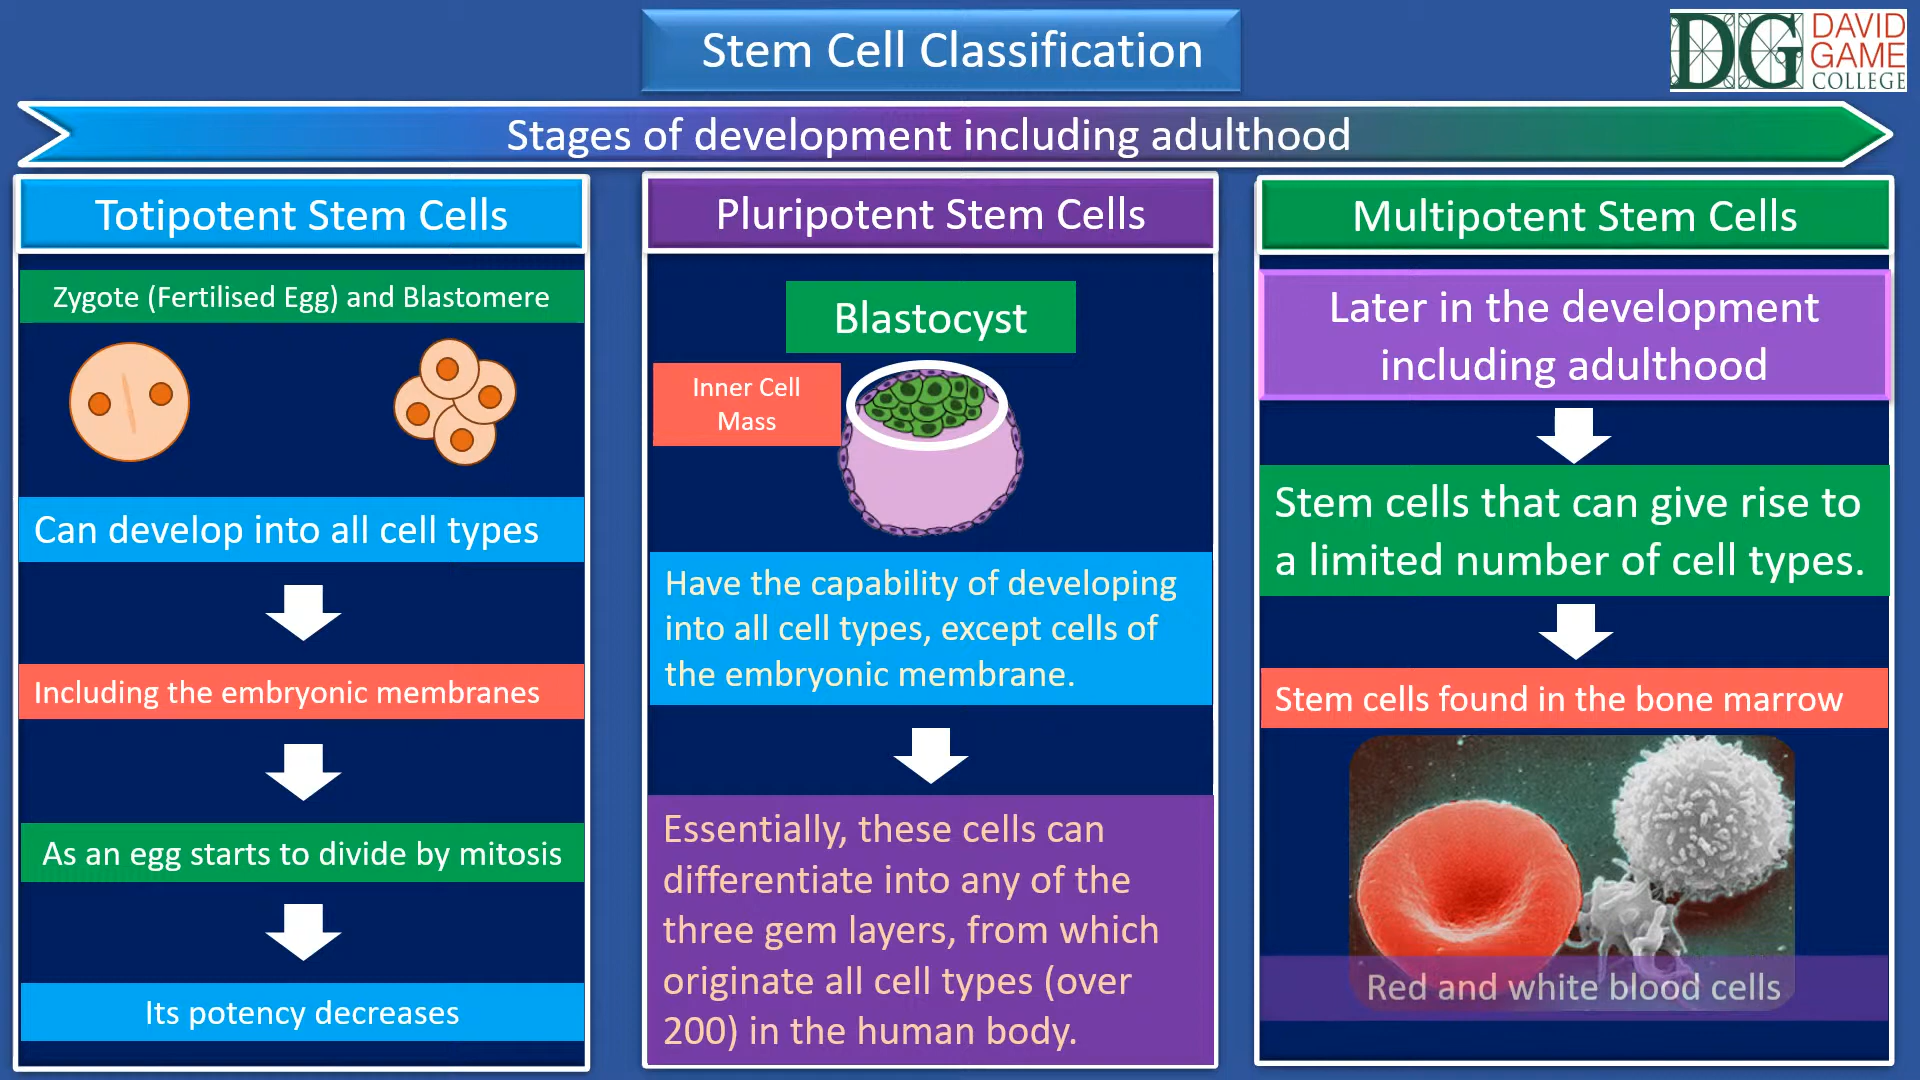 Stem Cell Classification
DAVID
GAME
COLLEGE
DG
Stages of development including adulthood
Totipotent Stem Cells
Zygote (Fertilised Egg) and Blastomere
Can develop into all cell types
Including the embryonic membranes
As an egg starts to divide by mitosis
Its potency decreases
Pluripotent Stem Cells
Blastocyst
Inner Cell
Mass
Have the capability of developing
into all cell types, except cells of
the embryonic membrane.
Essentially, these cells can
differentiate into any of the
three gem layers, from which
originate all cell types (over
200) in the human body.
Multipotent Stem Cells
Later in the development
including adulthood
Stem cells that can give rise to
a limited number of cell types.
Stem cells found in the bone marrow
Red and white blood cells